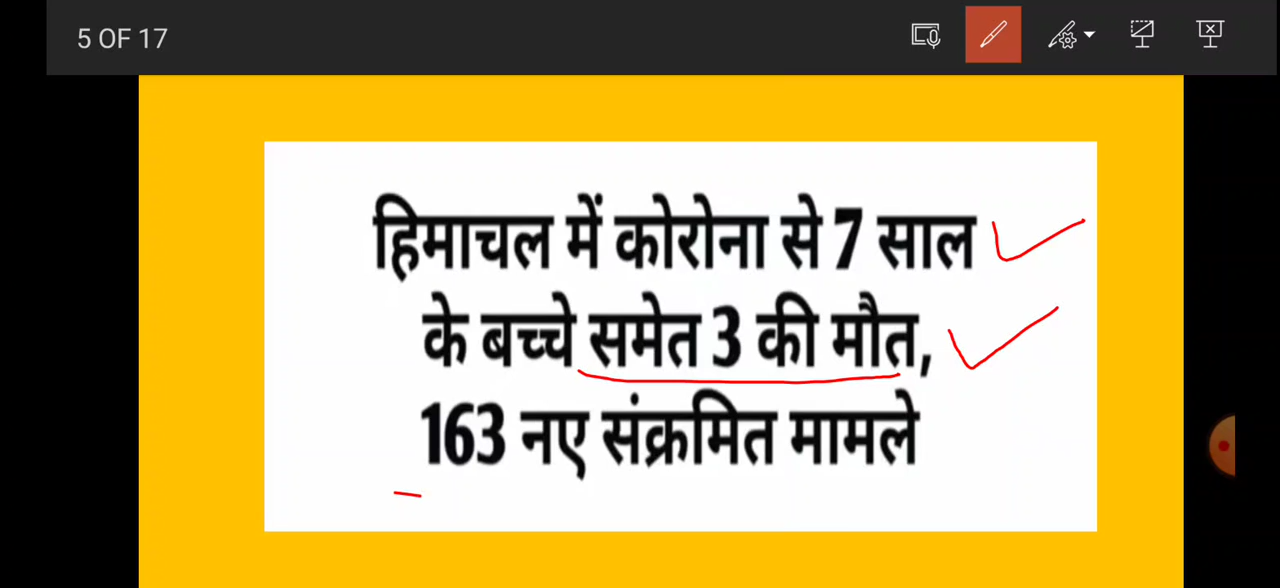 5 OF 17
हिमाचल में कोरोना से 7 साल
के बच्चे समेत 3 की मौत,
163 नए संक्रमित मामले